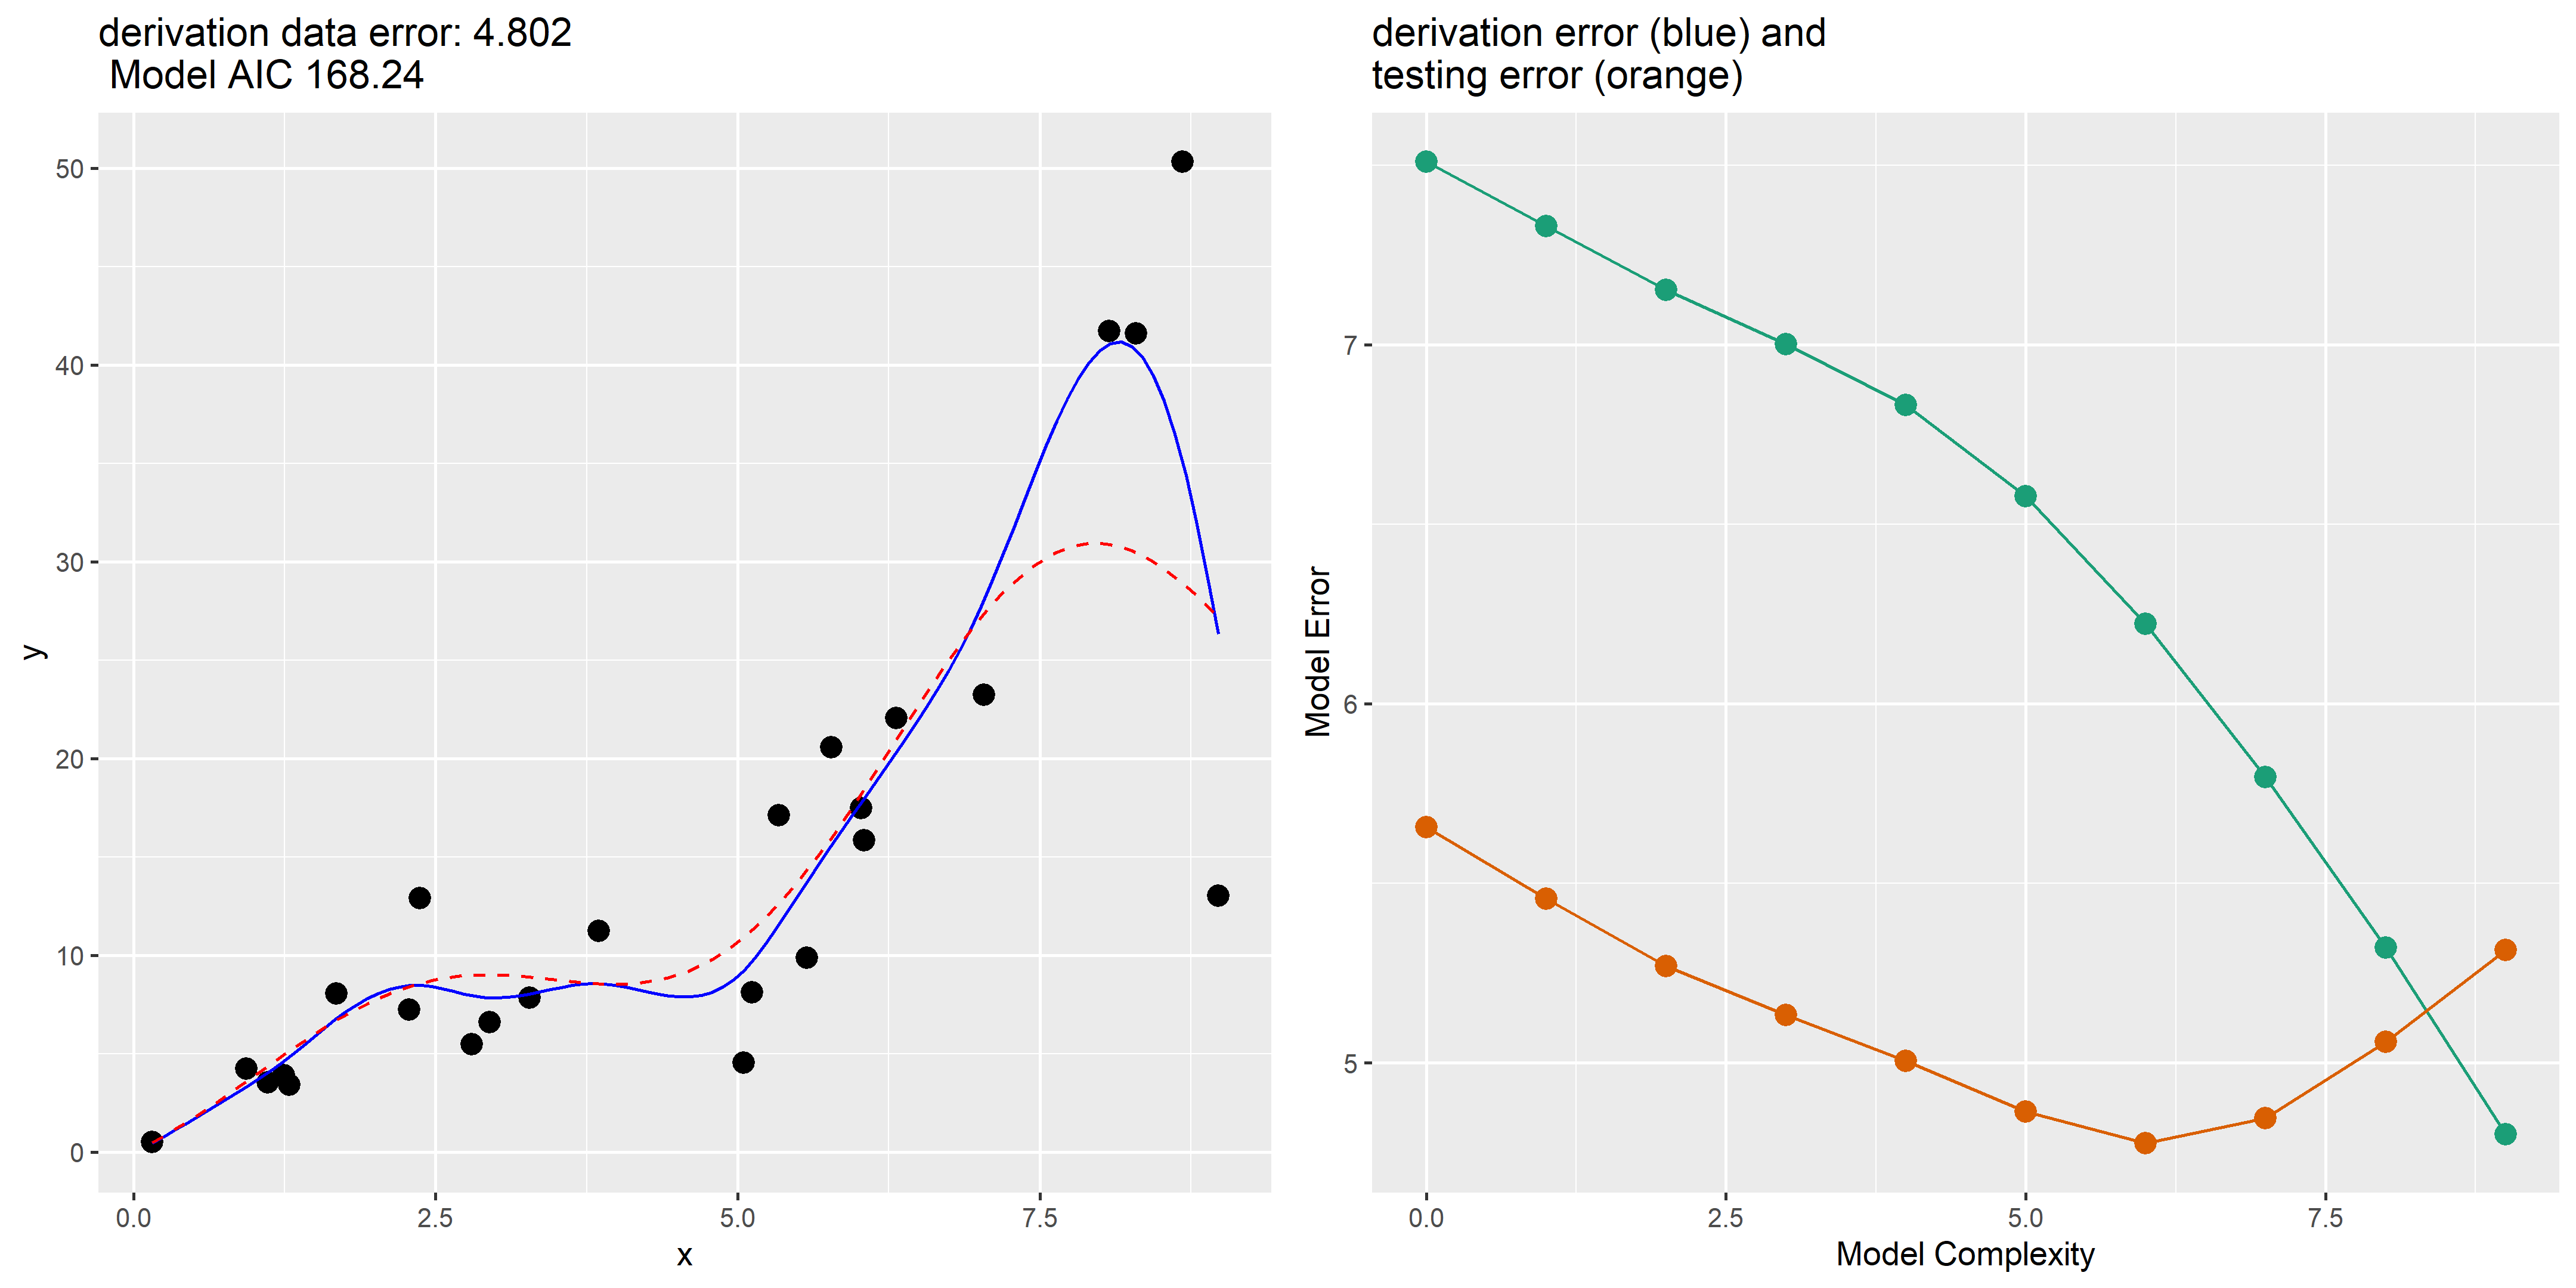 derivation data error: 4.802
Model AIC 168.24
50
40
30
20
10
0
y
0.0
2.5
5.0
7.5
x
derivation error (blue) and
testing error (orange)
7
6
5
Model Error
0.0
2.5
5.0
7.5
Model Complexity